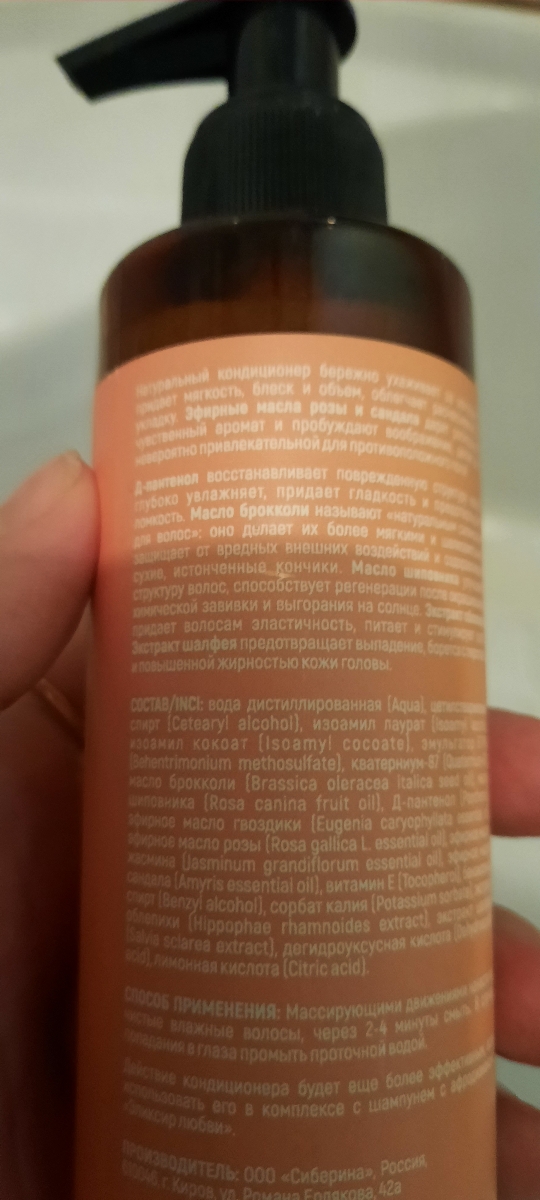 Натуральный кондиционер бережно ухаживает
придает мягкость, блеск и объем, облегчает
укладку. Эфирные масла розы и сандала дарят
чувственный аромат и пробуждают воображение,
невероятно привлекательной для противоположного
Д-пантенол восстанавливает поврежденную структуру
глубоко увлажняет, придает гладкость и
ломкость. Масло брокколи называют «натуральным
для волос»: оно делает их более мягкими и
защищает от вредных внешних воздействий и
сухие, истонченные кончики. Масло шиповника
структуру волос, способствует регенерации после
химической завивки и выгорания на солнце. Экстракт
придает волосам эластичность, питает и
Экстракт шалфея предотвращает выпадение, борется с
и повышенной жирностью кожи головы.
СОСТАВ/INCI: вода дистиллированная (Aqua),
спирт (Cetearyl alcohol), изоамил лаурат (Isoamyl
изоамил кокоат (Isoamyl cocoate), эмульгатор
(Behentrimonium methosulfate), кватерниум-87
масло брокколи (Brassica oleracea italica seed oil),
шиповника (Rosa canina fruit oil), Д-пантенол
эфирное масло гвоздики (Eugenia caryophyllata
эфирное масло розы (Rosa gallica L. essential oil),
жасмина (Jasminum grandiflorum essential oil),
сандала (Amyris essential oil), витамин Е (Tocopherol),
спирт (Benzyl alcohol), сорбат калия (Potassium sorbate),
облепихи (Hippophae rhamnoides extract), экстракт
(Salvia sclarea extract), дегидроуксусная кислота
acid), лимонная кислота (Citric acid).
СПОСОБ ПРИМЕНЕНИЯ: Массирующими движениями
чистые влажные волосы, через 2-4 минуты смыть. В
попадания в глаза промыть проточной водой.
Действие кондиционера будет еще более эффективным,
использовать его в комплексе с шампунем с
«Эликсир любви».
ПРОИЗВОДИТЕЛЬ: ООО «Сиберина», Россия,
г. Киров, ул. Романа Ердякова, 42а